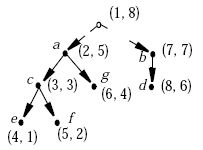 (1, 8)
a (2, 5) b (7, 7)
c (3, 3) g (6, 4) d (8, 6)
e (4, 1) f (5, 2)